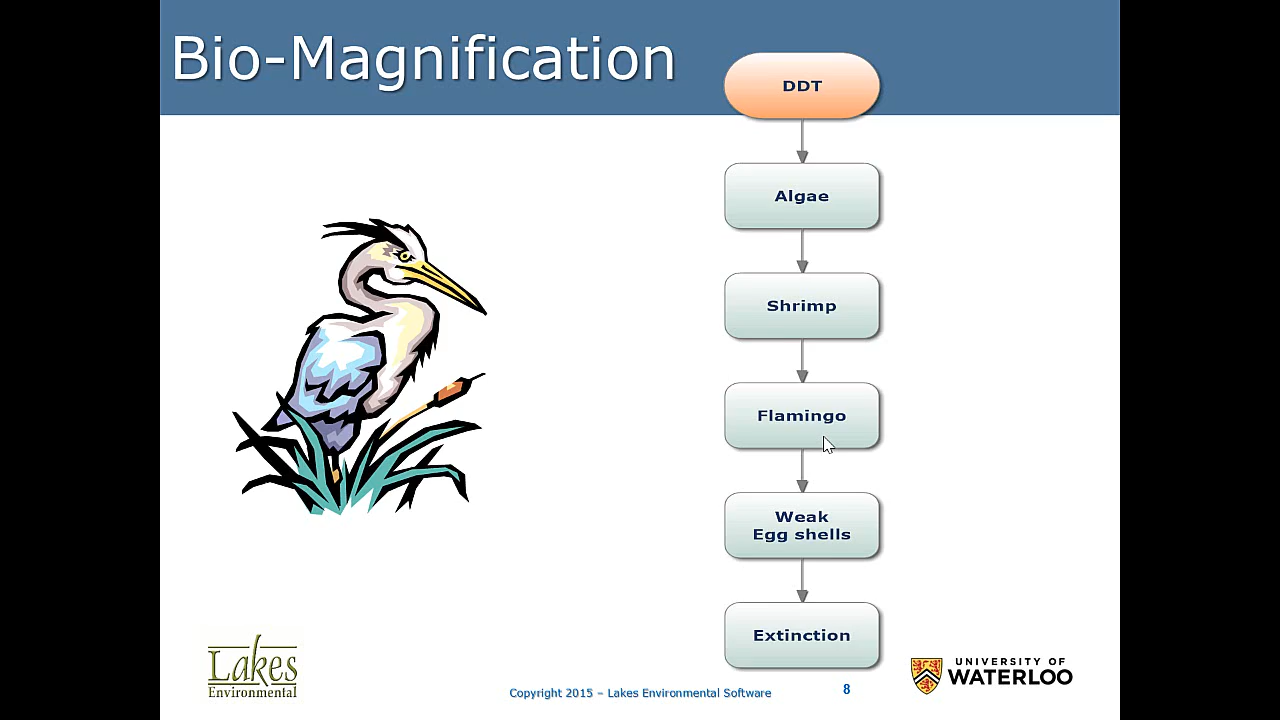 Bio-Magnification
DDT
Algae
Shrimp
Flamingo
Weak
Egg shells
Extinction
Lakes
Environmental
Copyright 2015 – Lakes Environmental Software
8
UNIVERSITY OF
WATERLOO